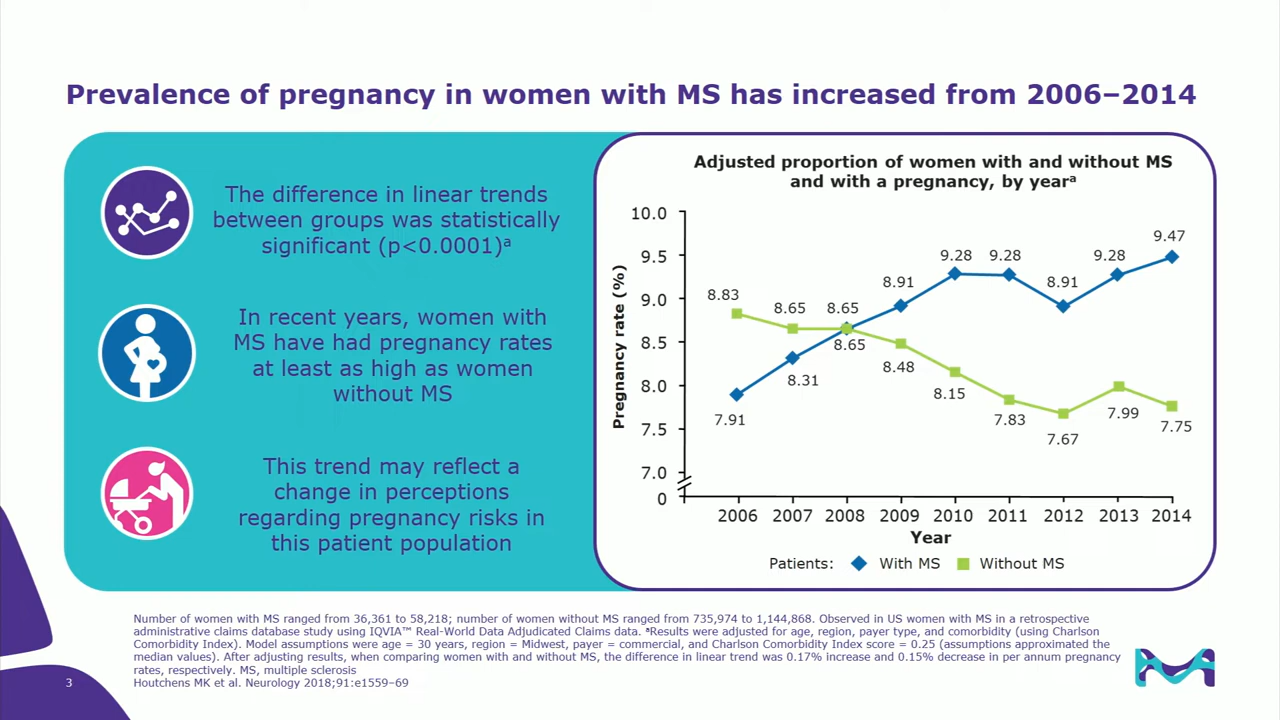 Prevalence of pregnancy in women with MS has increased from 2006–2014
The difference in linear trends
between groups was statistically
significant (p<0.0001)ᵃ
In recent years, women with
MS have had pregnancy rates
at least as high as women
without MS
This trend may reflect a
change in perceptions
regarding pregnancy risks in
this patient population
Adjusted proportion of women with and without MS
and with a pregnancy, by yearᵃ
Pregnancy rate (%)
10.0
9.5
9.0
8.5
8.0
7.5
7.0
0
8.83
8.65
8.65
8.91
9.28
9.28
8.91
9.28
9.47
7.91
8.31
8.65
8.48
8.15
7.83
7.67
7.99
7.75
2006 2007 2008 2009 2010 2011 2012 2013 2014
Year
Patients: With MS Without MS
Number of women with MS ranged from 36,361 to 58,218; number of women without MS ranged from 735,974 to 1,144,868. Observed in US women with MS in a retrospective
administrative claims database study using IQVIA™ Real-World Data Adjudicated Claims data. ᵃResults were adjusted for age, region, payer type, and comorbidity (using Charlson
Comorbidity Index). Model assumptions were age = 30 years, region = Midwest, payer = commercial, and Charlson Comorbidity Index score = 0.25 (assumptions approximated the
median values). After adjusting results, when comparing women with and without MS, the difference in linear trend was 0.17% increase and 0.15% decrease in per annum pregnancy
rates, respectively. MS, multiple sclerosis
Houtchens MK et al. Neurology 2018;91:e1559–69
3